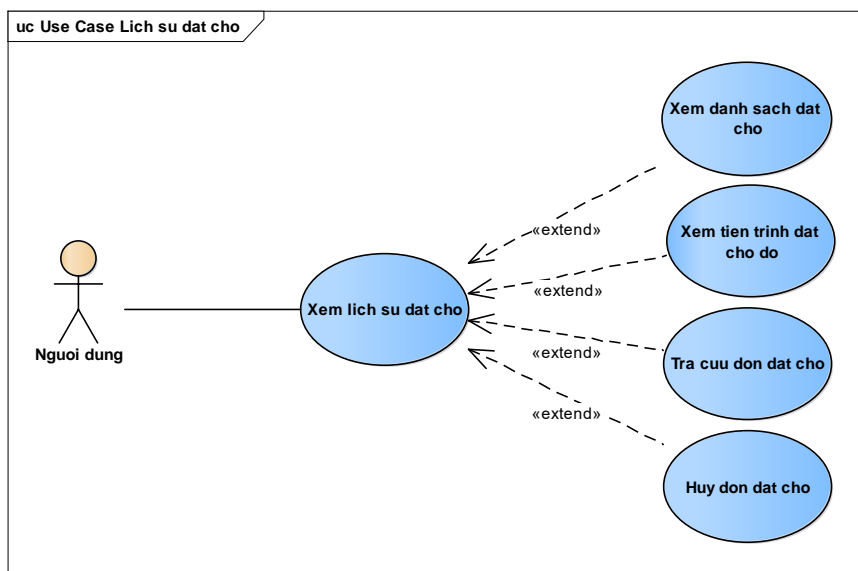 uc Use Case Lich su dat cho
Xem danh sach dat
cho
«extend»
Xem tien trinh dat
cho do
«extend»
Xem lich su dat cho
Nguoi dung
«extend»
Tra cuu don dat cho
«extend»
Huy don dat cho